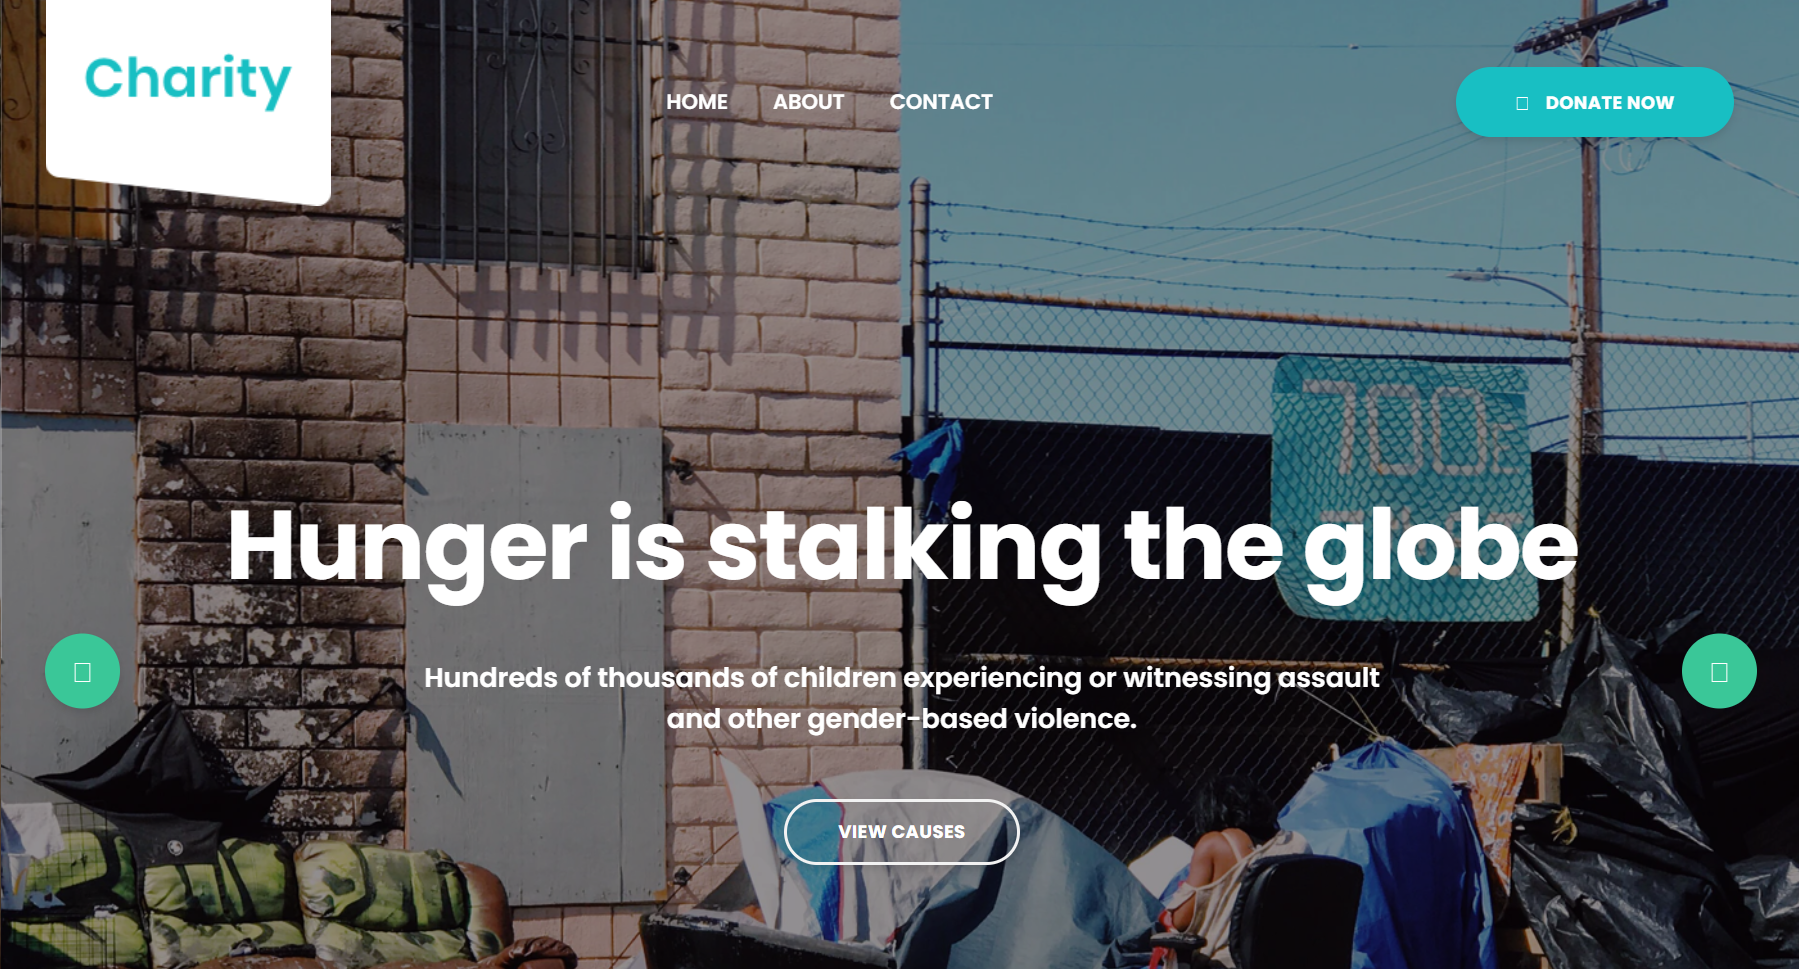 Charity
HOME ABOUT CONTACT
DONATE NOW
700E
Hunger is stalking the globe
Hundreds of thousands of children experiencing or witnessing assault
and other gender-based violence.
VIEW CAUSES